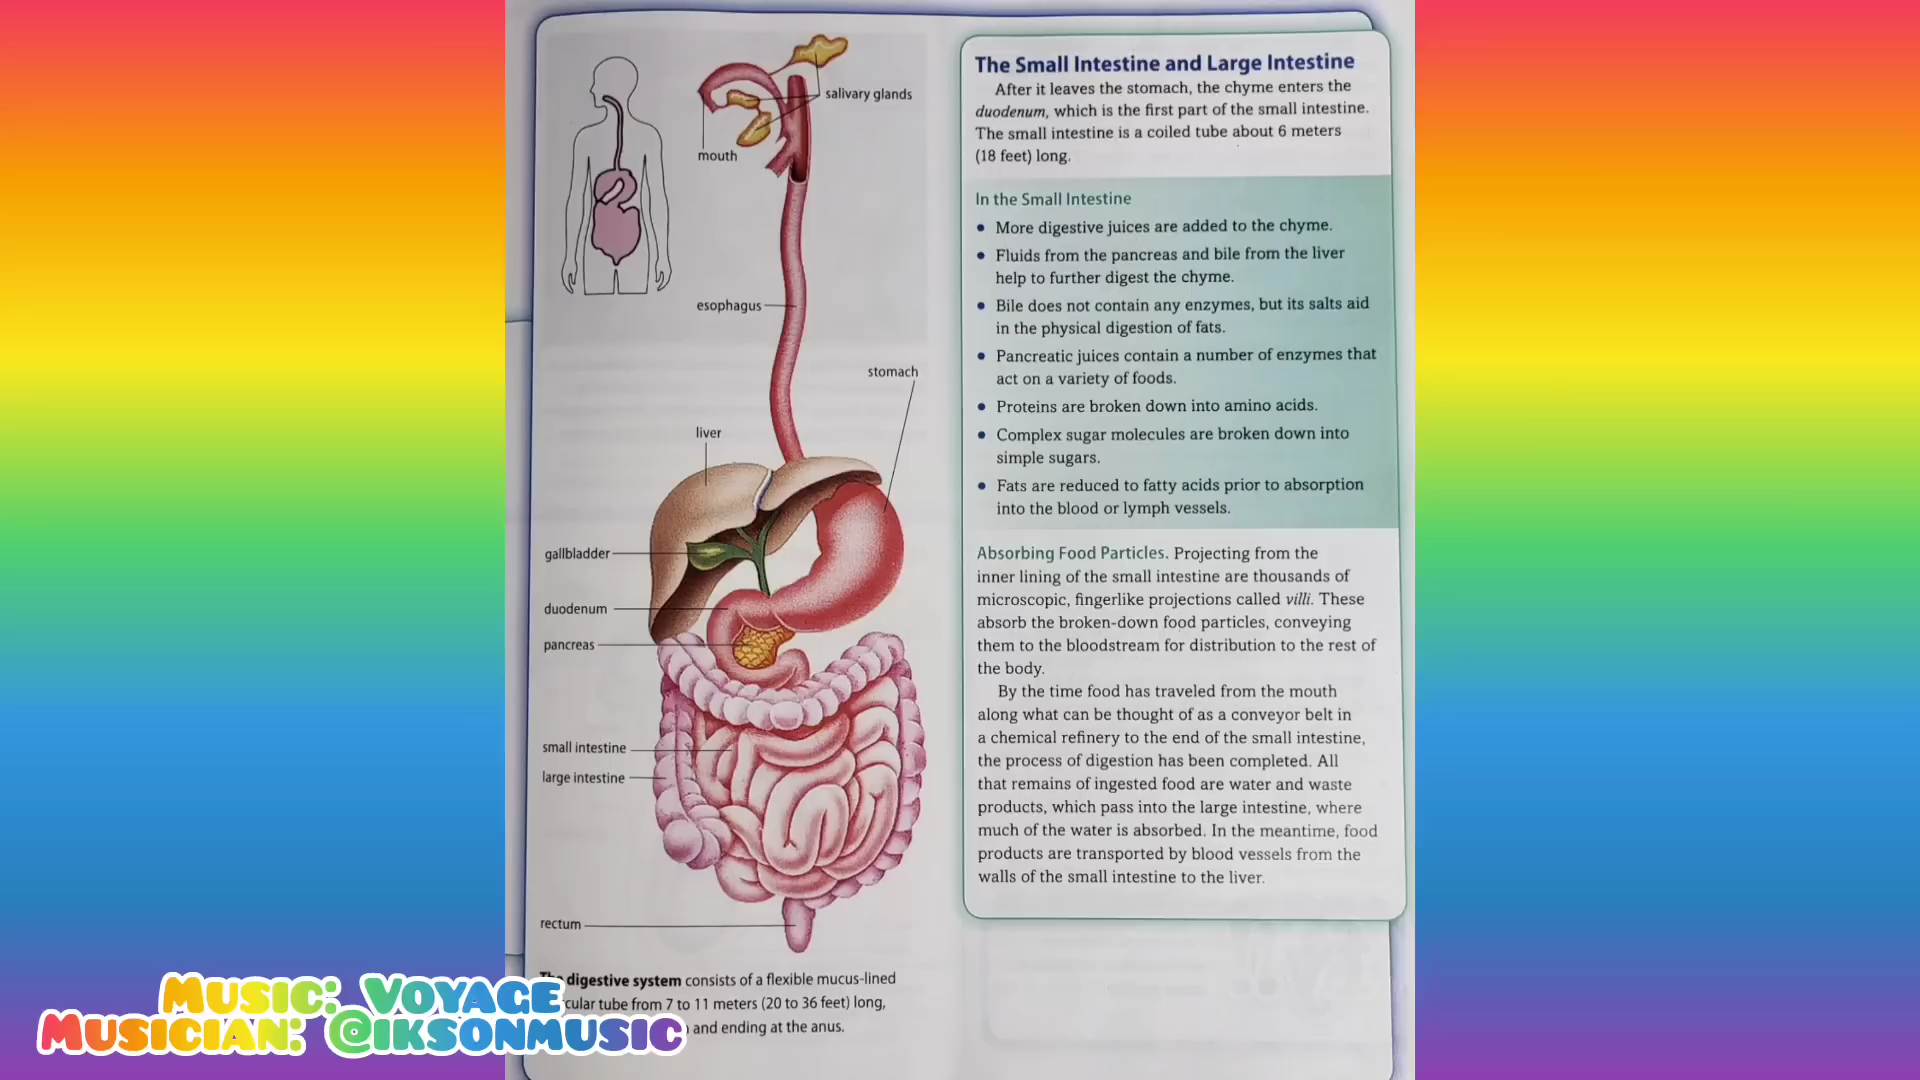 salivary glands
mouth
esophagus
stomach
liver
gallbladder
duodenum
pancreas
small intestine
large intestine
rectum
digestive system consists of a flexible mucus-lined
cular tube from 7 to 11 meters (20 to 36 feet) long,
and ending at the anus.
The Small Intestine and Large Intestine
After it leaves the stomach, the chyme enters the
duodenum, which is the first part of the small intestine.
The small intestine is a coiled tube about 6 meters
(18 feet) long.
In the Small Intestine
• More digestive juices are added to the chyme.
• Fluids from the pancreas and bile from the liver
help to further digest the chyme.
• Bile does not contain any enzymes, but its salts aid
in the physical digestion of fats.
• Pancreatic juices contain a number of enzymes that
act on a variety of foods.
• Proteins are broken down into amino acids.
• Complex sugar molecules are broken down into
simple sugars.
• Fats are reduced to fatty acids prior to absorption
into the blood or lymph vessels.
Absorbing Food Particles. Projecting from the
inner lining of the small intestine are thousands of
microscopic, fingerlike projections called villi. These
absorb the broken-down food particles, conveying
them to the bloodstream for distribution to the rest of
the body.
By the time food has traveled from the mouth
along what can be thought of as a conveyor belt in
a chemical refinery to the end of the small intestine,
the process of digestion has been completed. All
that remains of ingested food are water and waste
products, which pass into the large intestine, where
much of the water is absorbed. In the meantime, food
products are transported by blood vessels from the
walls of the small intestine to the liver.
Music: Voyage
Musician: @iksonmusic